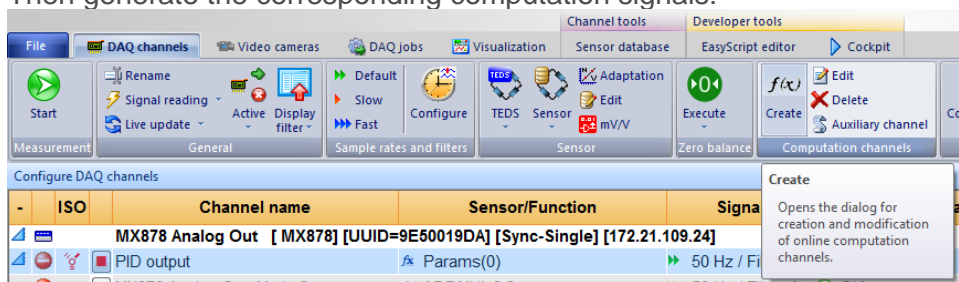 Then generate the corresponding computation signals.
Channel tools Developer tools
File DAQ channels Video cameras DAQ jobs Visualization Sensor database EasyScript editor Cockpit
Start
Measurement
Rename
Signal reading
Live update
Active
Display filter
General
Default
Slow
Fast
Configure
Sample rates and filters
TEDS
TEDS
Sensor
Adaptation
Edit
mV/V
Sensor
>0<
Execute
Zero balance
f(x)
Create
Edit
Delete
Auxiliary channel
Computation channels
Configure DAQ channels
- ISO Channel name Sensor/Function Signa
MX878 Analog Out [ MX878] [UUID=9E50019DA] [Sync-Single] [172.21.109.24]
PID output fx Params(0) 50 Hz / Fi
Create
Opens the dialog for
creation and modification
of online computation
channels.